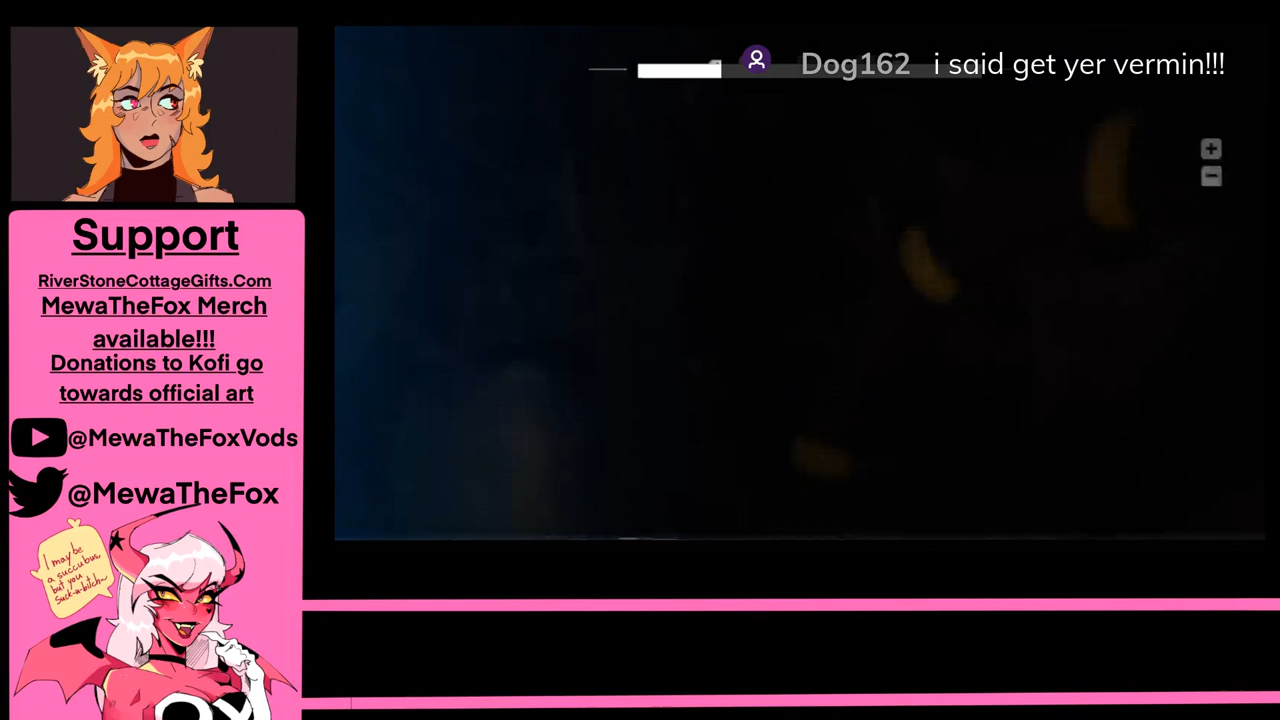 Dog162 i said get yer vermin!!!
Support
RiverStoneCottageGifts.Com
MewaTheFox Merch
available!!!
Donations to Kofi go
towards official art
@MewaTheFoxVods
@MewaTheFox
I may be
a succubus,
but you
suck-a-bitch~